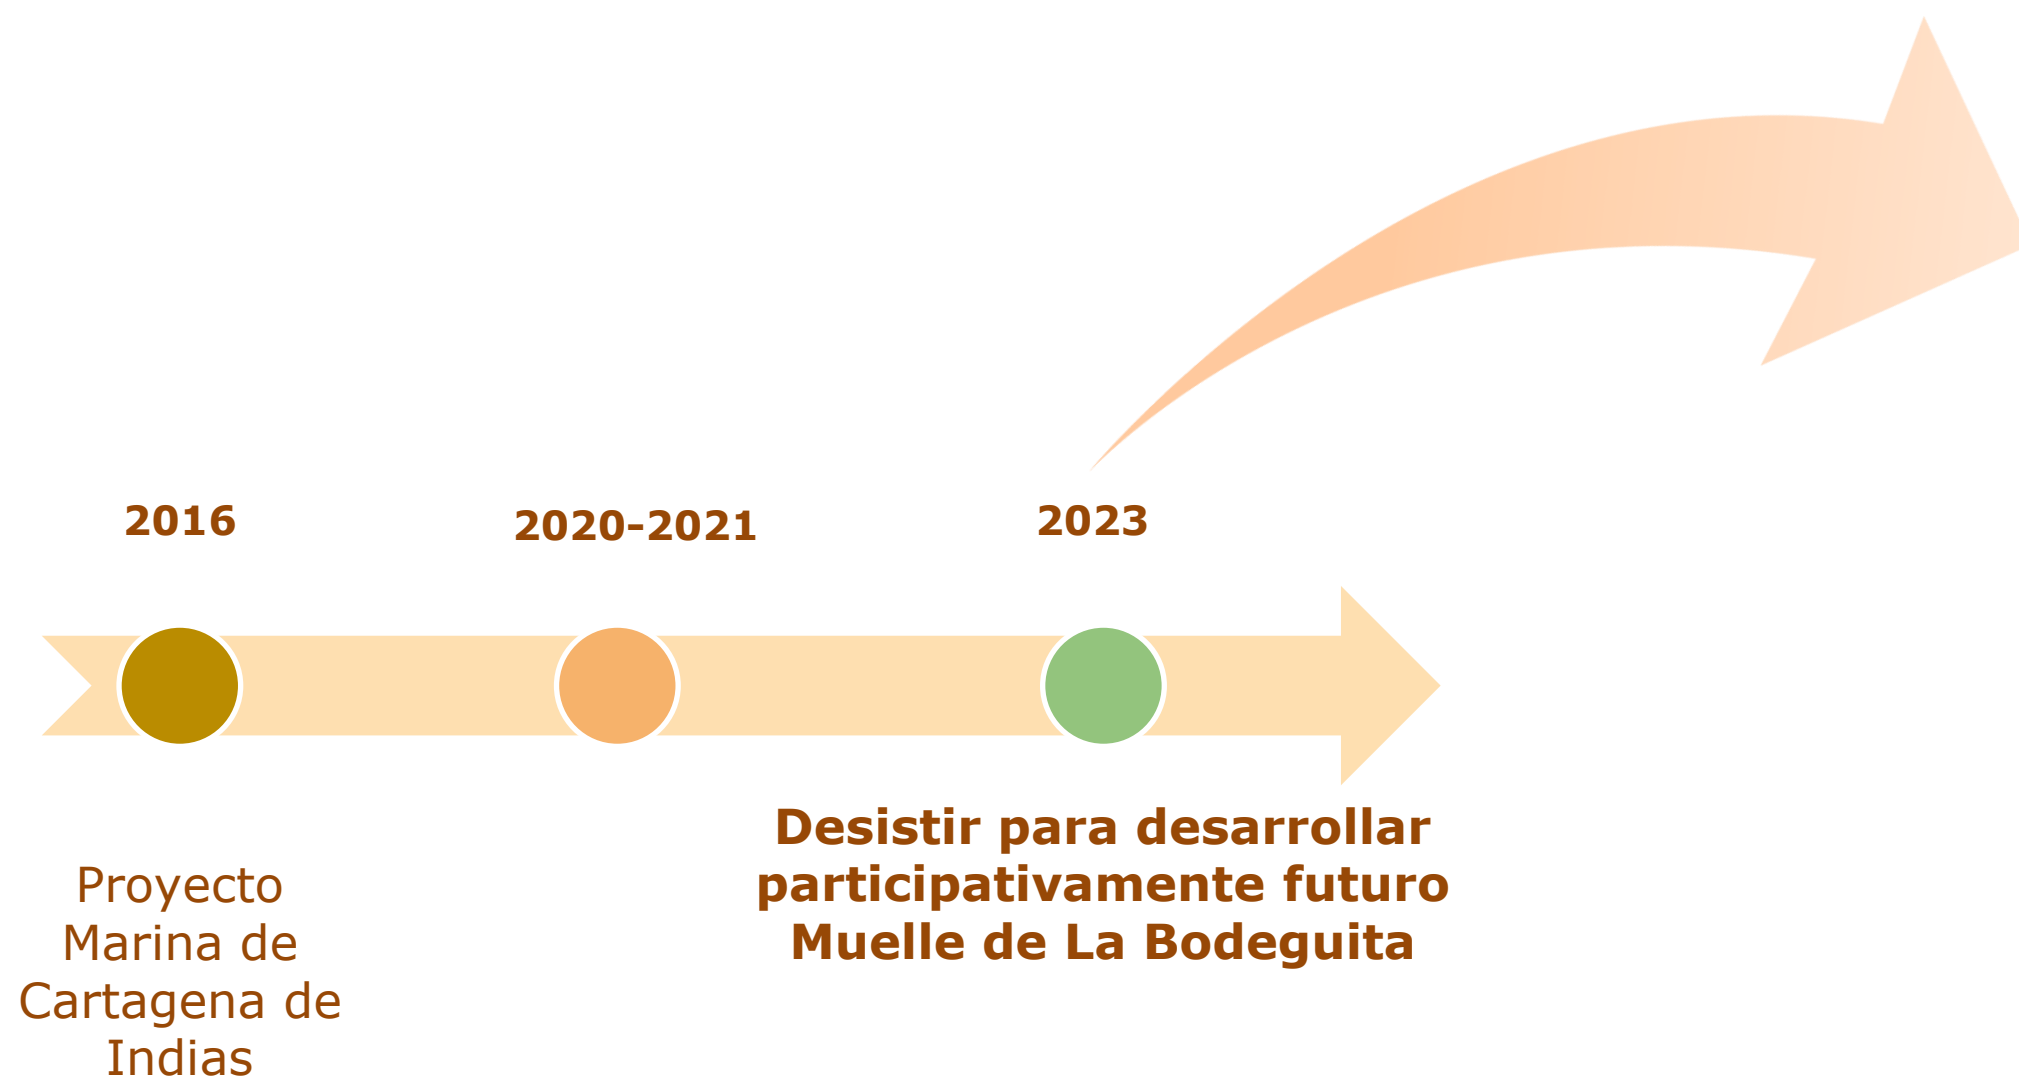 2016
2020-2021
2023
Proyecto
Marina de
Cartagena de
Indias
Desistir para desarrollar
participativamente futuro
Muelle de La Bodeguita